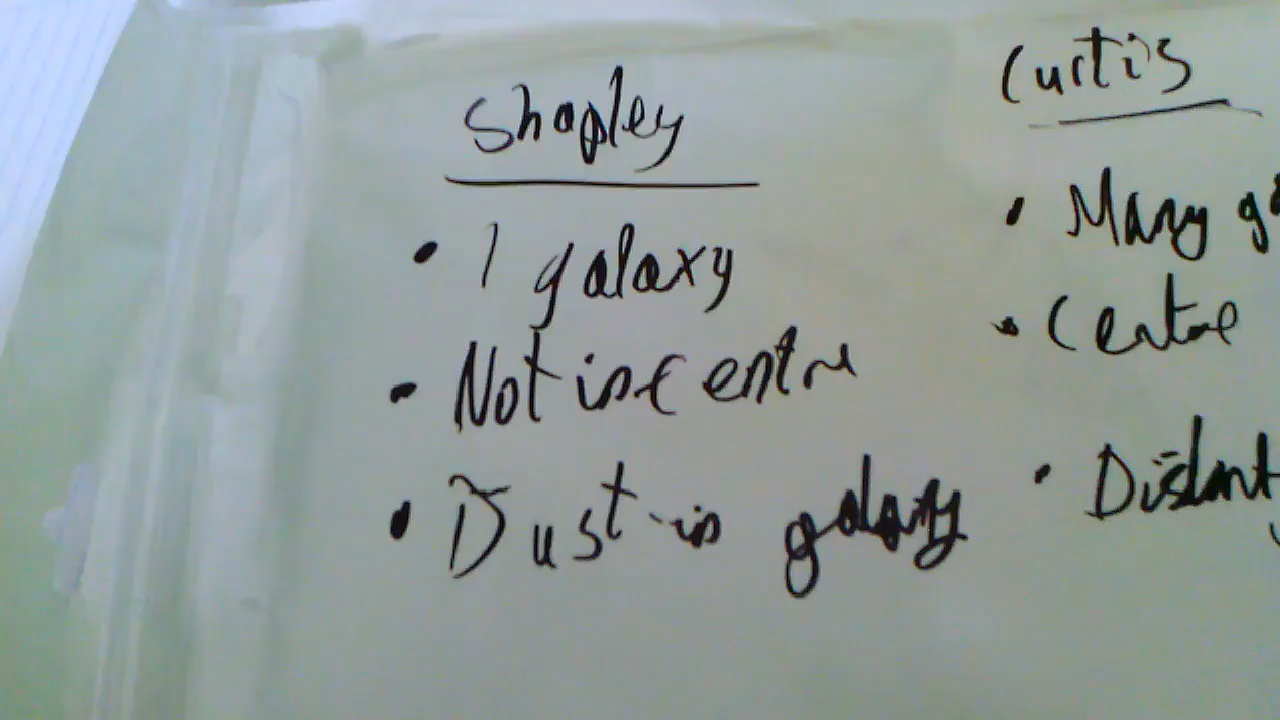 Shapley
• 1 galaxy
• Not in centre
• Dust in galaxy
Curtis
• Many
• Centre
• Distant